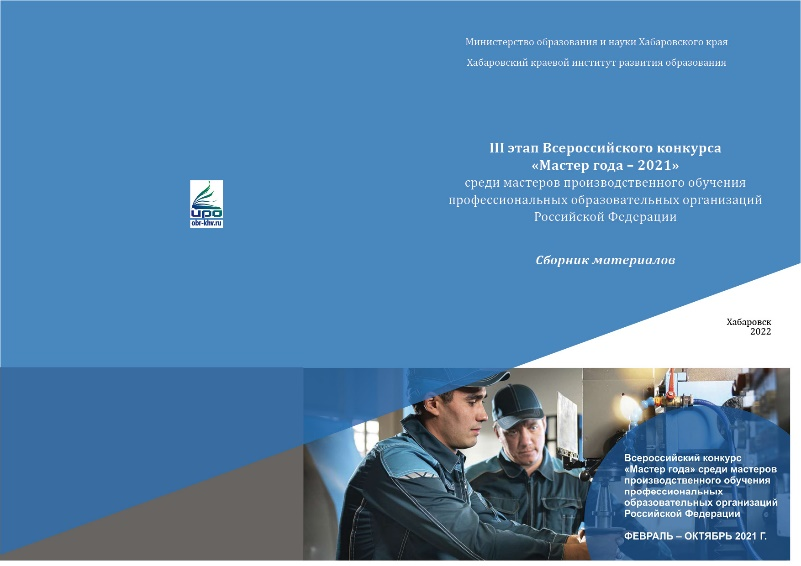 Министерство образования и науки Хабаровского края
Хабаровский краевой институт развития образования
III этап Всероссийского конкурса
«Мастер года – 2021»
среди мастеров производственного обучения
профессиональных образовательных организаций
Российской Федерации
Сборник материалов
ИРО
obr-khv.ru
Хабаровск
2022
Всероссийский конкурс
«Мастер года» среди мастеров
производственного обучения
профессиональных
образовательных организаций
Российской Федерации
ФЕВРАЛЬ – ОКТЯБРЬ 2021 Г.